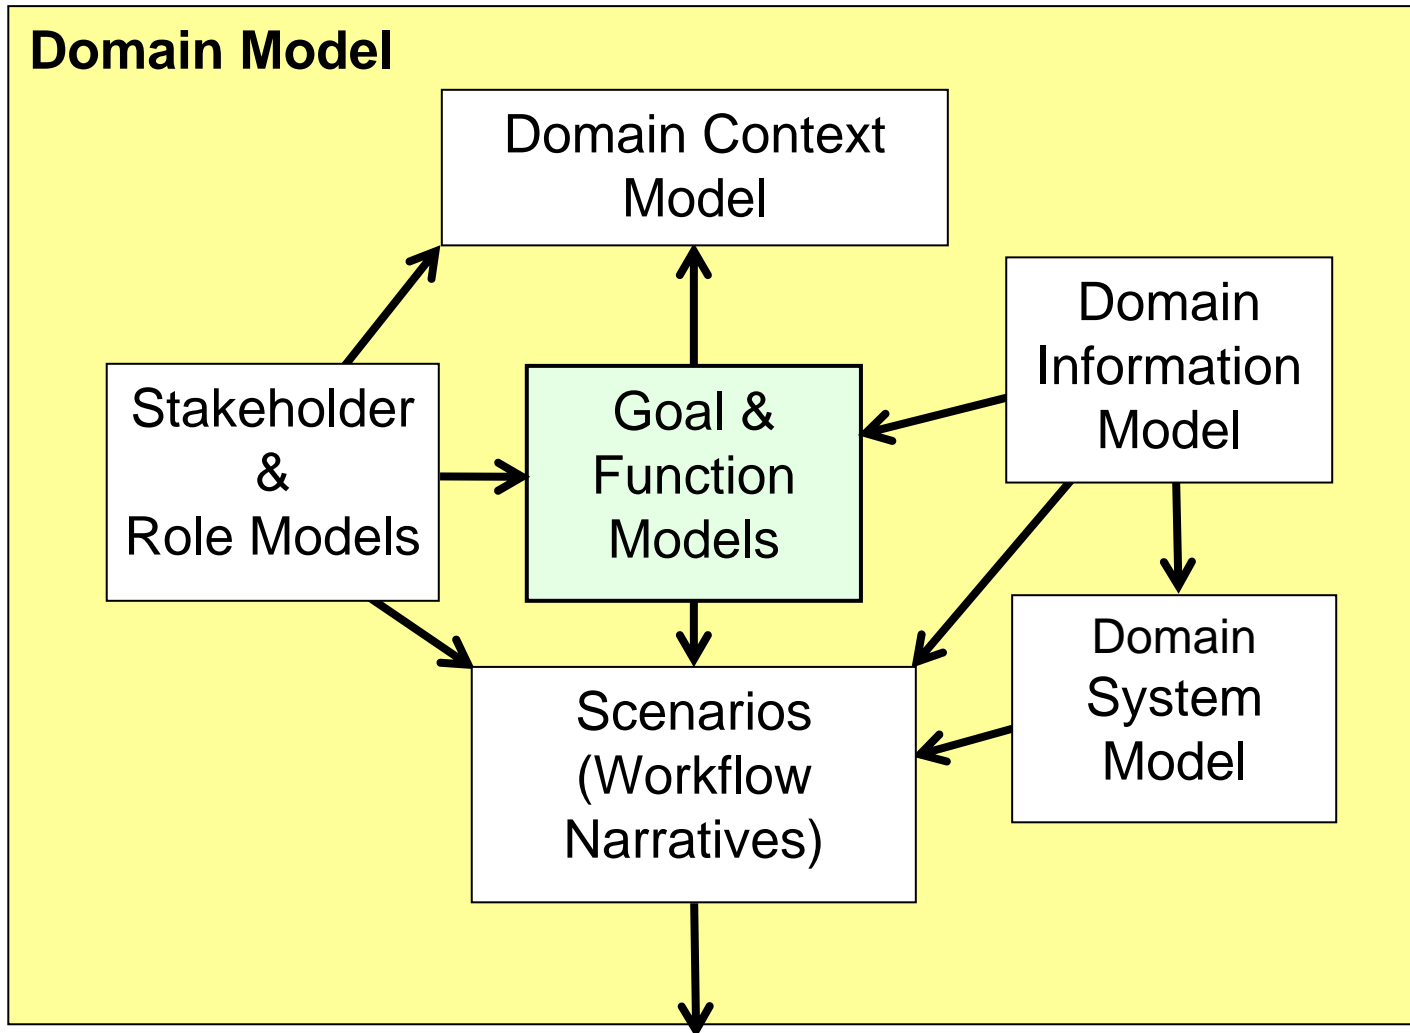 Domain Model
Domain Context
Model
Stakeholder
&
Role Models
Goal &
Function
Models
Domain
Information
Model
Domain
System
Model
Scenarios
(Workflow
Narratives)